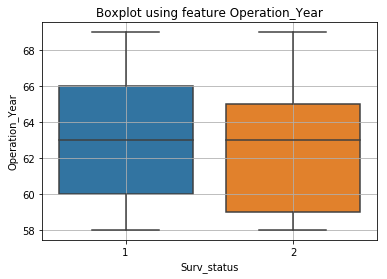 Boxplot using feature Operation_Year
68
66
64
62
60
58
Operation_Year
1
2
Surv_status